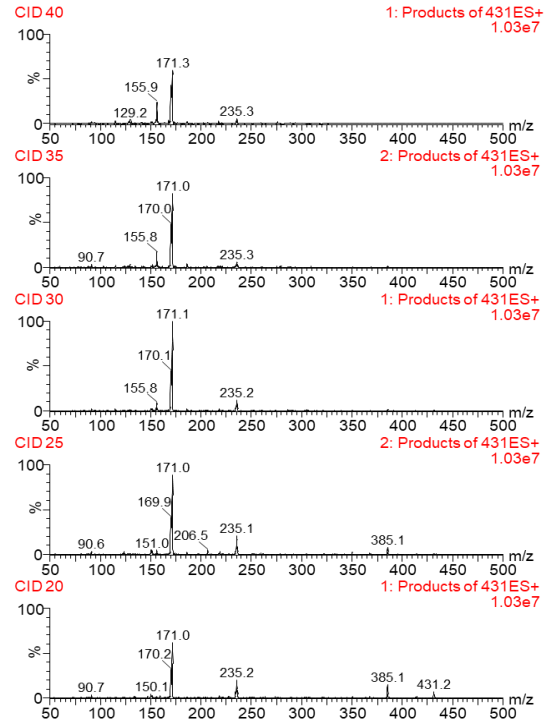 CID 40 1: Products of 431ES+
1.03e7
100
%
0
171.3
155.9
129.2
235.3
50 100 150 200 250 300 350 400 450 500 m/z
CID 35 2: Products of 431ES+
1.03e7
100
%
0
171.0
170.0
155.8
90.7
235.3
50 100 150 200 250 300 350 400 450 500 m/z
CID 30 1: Products of 431ES+
1.03e7
100
%
0
171.1
170.1
155.8
235.2
50 100 150 200 250 300 350 400 450 500 m/z
CID 25 2: Products of 431ES+
1.03e7
100
%
0
171.0
169.9
90.6
151.0
206.5
235.1
385.1
50 100 150 200 250 300 350 400 450 500 m/z
CID 20 1: Products of 431ES+
1.03e7
100
%
0
171.0
170.2
90.7
150.1
235.2
385.1
431.2
50 100 150 200 250 300 350 400 450 500 m/z